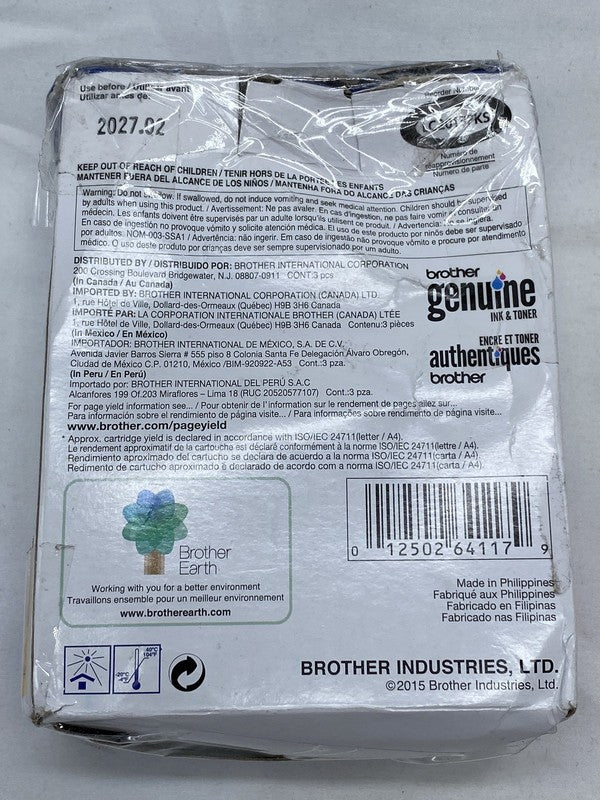 Use before / Utiliser avant
Utilizar antes de:
2027.02
Reorder Number
Numéro de
réapprovisionnement
Número de parte
KEEP OUT OF REACH OF CHILDREN / TENIR HORS DE LA PORTÉE DES ENFANTS
MANTENER FUERA DEL ALCANCE DE LOS NIÑOS / MANTENHA FORA DO ALCANCE DAS CRIANÇAS
Warning: Do not swallow. If swallowed, do not induce vomiting and seek medical attention. Children should be supervised
by adults when using this product. / Avertissement: Ne pas avaler. En cas d'ingestion, ne pas faire vomir et consulter un
médecin. Les enfants doivent être supervisés par un adulte lorsqu'ils utilisent ce produit. / Advertencia: No se ingiera.
En caso de ingestión no provoque vómito y solicite atención médica. El uso de este producto por niños debe ser supervisado
por adultos. NOM-003-SSA1 / Advertência: não ingerir. Em caso de ingestão não provoque vômito e procure por atendimento
médico. O uso deste produto por crianças deve ser sempre supervisionado por um adulto.
DISTRIBUTED BY / DISTRIBUIDO POR: BROTHER INTERNATIONAL CORPORATION
200 Crossing Boulevard Bridgewater, N.J. 08807-0911 CONT:3 pcs
(In Canada / Au Canada)
IMPORTED BY: BROTHER INTERNATIONAL CORPORATION (CANADA) LTD.
1, rue Hôtel de Ville, Dollard-des-Ormeaux (Québec) H9B 3H6 Canada
IMPORTÉ PAR: LA CORPORATION INTERNATIONALE BROTHER (CANADA) LTÉE
1, rue Hôtel de Ville, Dollard-des-Ormeaux (Québec) H9B 3H6 Canada Contenu:3 pièces
(In Mexico / En México)
IMPORTADOR: BROTHER INTERNATIONAL DE MÉXICO, S.A. DE C.V.
Avenida Javier Barros Sierra # 555 piso 8 Colonia Santa Fe Delegación Álvaro Obregón,
Ciudad de México C.P. 01210, México /BIM-920922-A53 Cont.:3 pza.
(In Peru / En Perú)
Importado por: BROTHER INTERNATIONAL DEL PERÚ S.A.C
Alcanfores 199 Of.203 Miraflores – Lima 18 (RUC 20520577107) Cont.:3 pza.
For page yield information see... / Pour obtenir de l'information sur le rendement de pages allez sur...
Para información sobre el rendimiento de página visite... / Para informações sobre rendimento de página visite...
www.brother.com/pageyield
* Approx. cartridge yield is declared in accordance with ISO/IEC 24711(letter / A4).
Le rendement approximatif de la cartouche est déclaré conformément à la norme ISO/IEC 24711(lettre / A4).
Rendimiento aproximado del cartucho se declara de acuerdo a la norma ISO/IEC 24711(carta / A4).
Redimento de cartucho aproximado è declarado de acordo com a norma ISO/IEC 24711(carta / A4).
brother
genuine
INK & TONER
ENCRE ET TONER
authentiques
brother
Brother
Earth
Working with you for a better environment
Travaillons ensemble pour un meilleur environnement
www.brotherearth.com
0 12502 64117 9
Made in Philippines
Fabriqué aux Philippines
Fabricado en Filipinas
Fabricado nas Filipinas
40°C
104°F
-20°C
-4°F
BROTHER INDUSTRIES, LTD.
©2015 Brother Industries, Ltd.